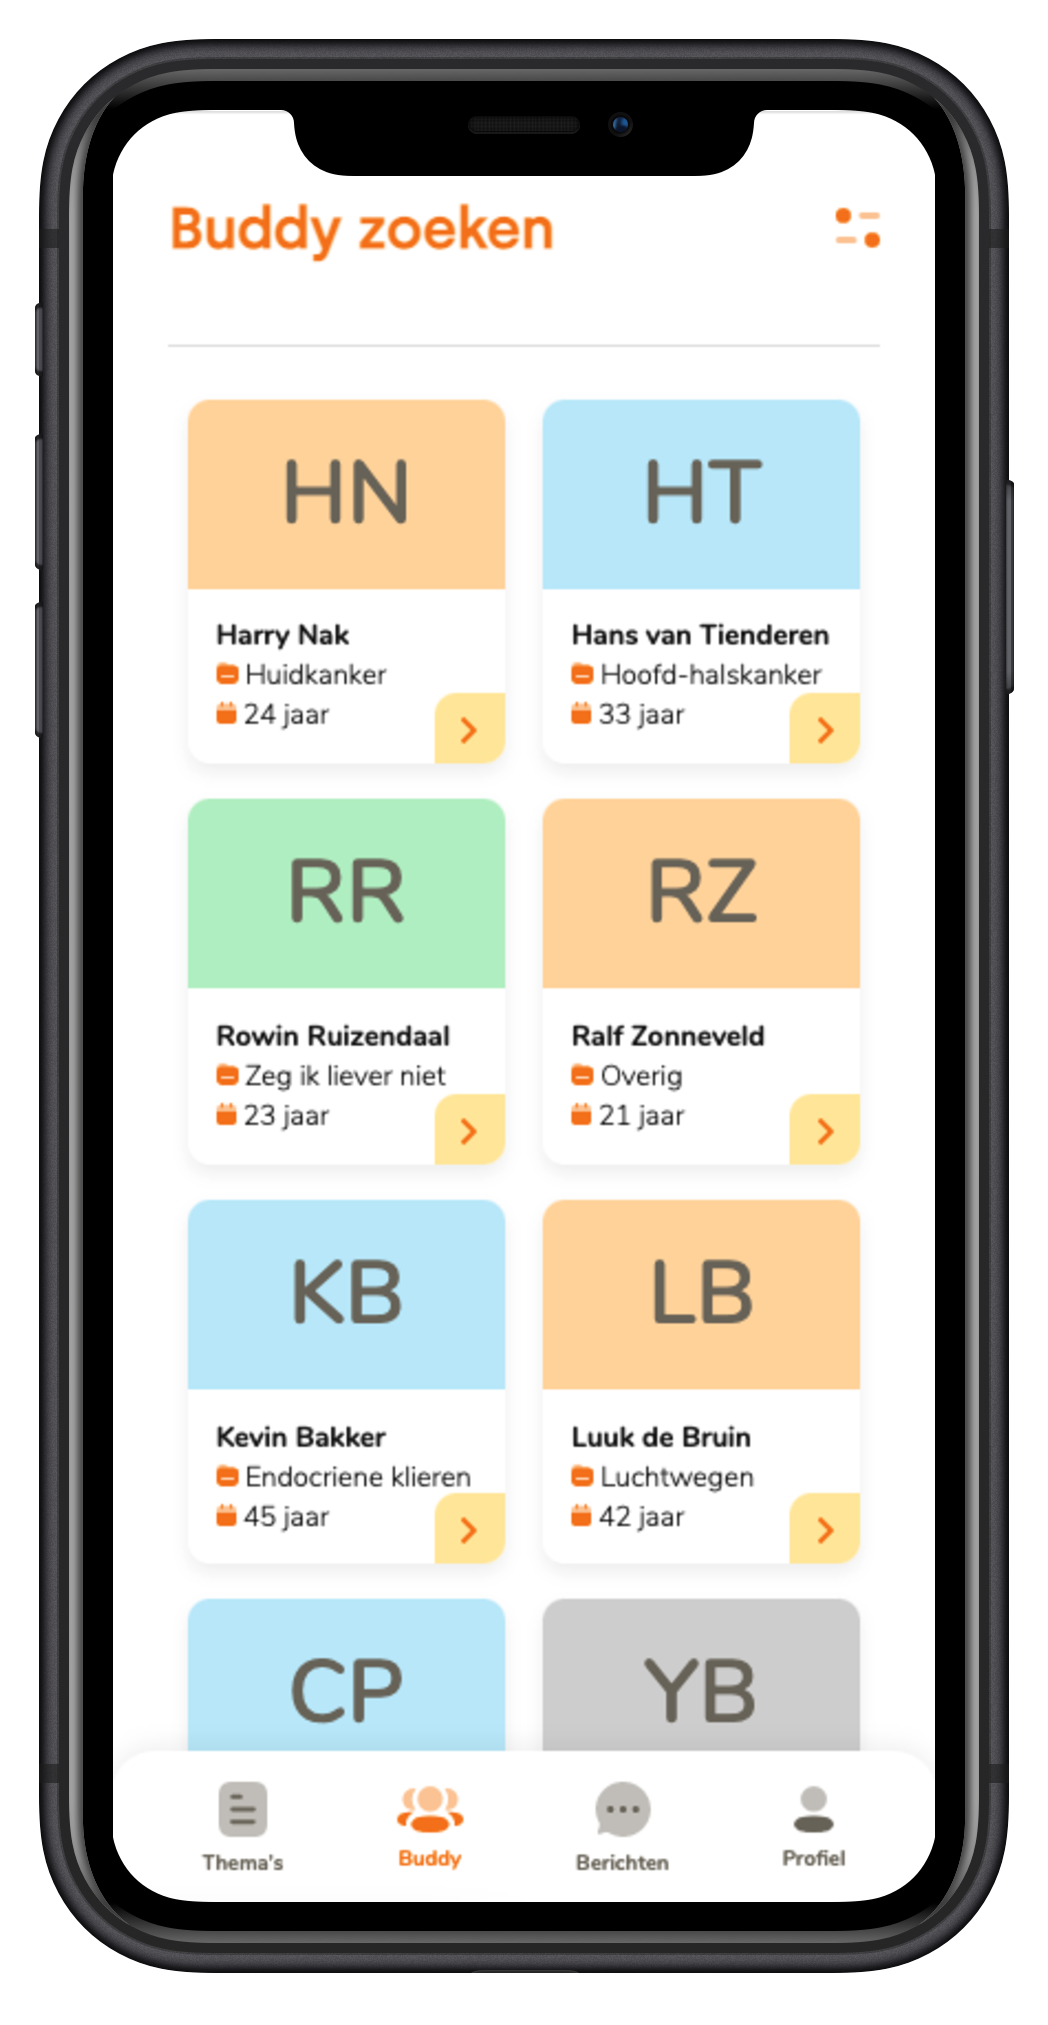 Buddy zoeken
HN
HT
Harry Nak
Huidkanker
24 jaar
Hans van Tienderen
Hoofd-halskanker
33 jaar
RR
RZ
Rowin Ruizendaal
Zeg ik liever niet
23 jaar
Ralf Zonneveld
Overig
21 jaar
KB
LB
Kevin Bakker
Endocriene klieren
45 jaar
Luuk de Bruin
Luchtwegen
42 jaar
CP
YB
Thema's
Buddy
Berichten
Profiel